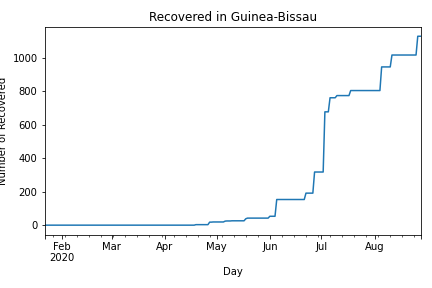 Recovered in Guinea-Bissau
Number of Recovered
1000
800
600
400
200
0
Feb Mar Apr May Jun Jul Aug
2020
Day